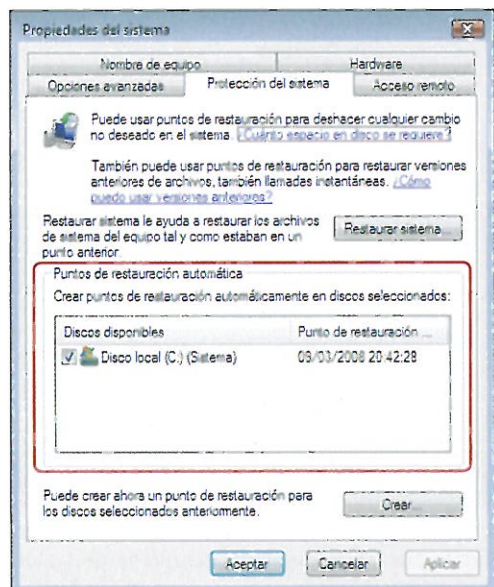 Propiedades del sistema
Nombre de equipo
Hardware
Opciones avanzadas
Protección del sistema
Acceso remoto
Puede usar puntos de restauración para deshacer cualquier cambio
no deseado en el sistema. ¿Cuánto espacio en disco se requiere?
También puede usar puntos de restauración para restaurar versiones
anteriores de archivos, también llamadas instantáneas. ¿Cómo
puedo usar versiones anteriores?
Restaurar sistema le ayuda a restaurar los archivos
de sistema del equipo tal y como estaban en un
punto anterior.
Restaurar sistema...
Puntos de restauración automática
Crear puntos de restauración automáticamente en discos seleccionados:
Discos disponibles
Punto de restauración ...
Disco local (C:) (Sistema)
09/03/2008 20:42:28
Puede crear ahora un punto de restauración para
los discos seleccionados anteriormente.
Crear...
Aceptar
Cancelar
Aplicar